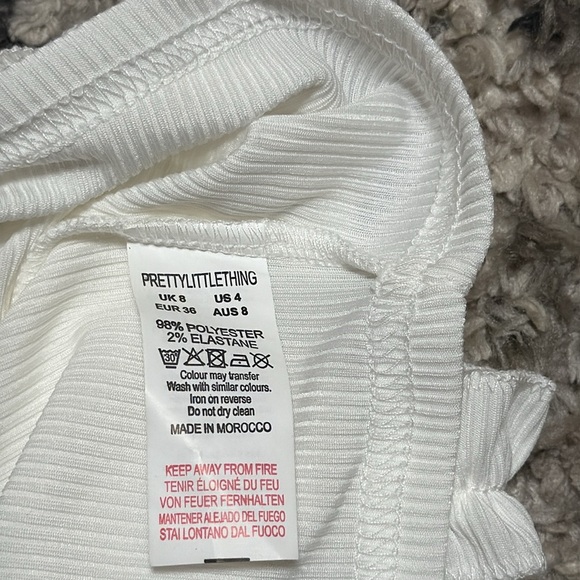 PRETTYLITTLETHING
UK 8 US 4
EUR 36 AUS 8
98% POLYESTER
2% ELASTANE
30
Colour may transfer
Wash with similar colours.
Iron on reverse
Do not dry clean
MADE IN MOROCCO
KEEP AWAY FROM FIRE
TENIR ÉLOIGNÉ DU FEU
VON FEUER FERNHALTEN
MANTENER ALEJADO DEL FUEGO
STAI LONTANO DAL FUOCO